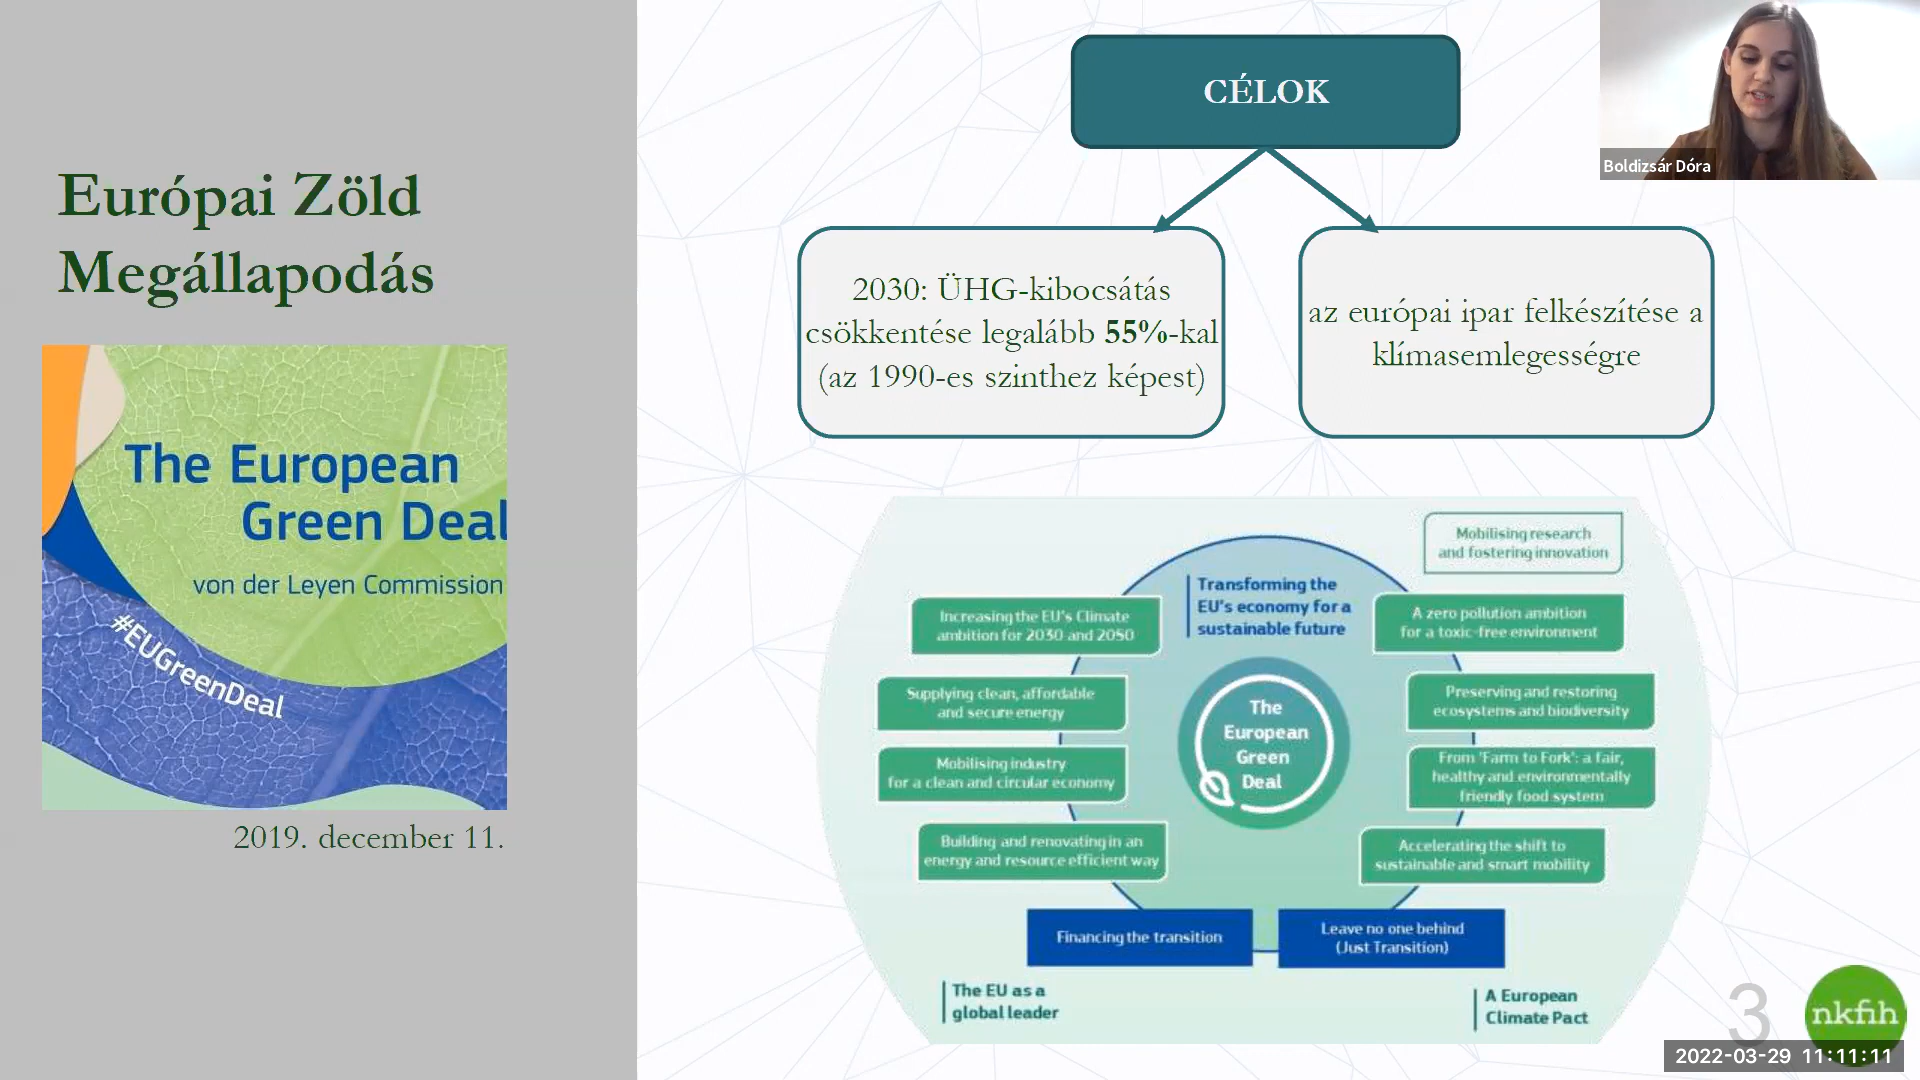 Európai Zöld
Megállapodás
The European
Green Deal
von der Leyen Commission
#EUGreenDeal
2019. december 11.
CÉLOK
2030: ÜHG-kibocsátás
csökkentése legalább 55%-kal
(az 1990-es szinthez képest)
az európai ipar felkészítése a
klímasemlegességre
Boldizsár Dóra
Mobilising research
and fostering innovation
Transforming the
EU's economy for a
sustainable future
Increasing the EU's Climate
ambition for 2030 and 2050
A zero pollution ambition
for a toxic-free environment
Supplying clean, affordable
and secure energy
Preserving and restoring
ecosystems and biodiversity
The
European
Green
Deal
Mobilising industry
for a clean and circular economy
From 'Farm to Fork': a fair,
healthy and environmentally
friendly food system
Building and renovating in an
energy and resource efficient way
Accelerating the shift to
sustainable and smart mobility
Financing the transition
Leave no one behind
(Just Transition)
The EU as a
global leader
A European
Climate Pact
3
nkfih
2022-03-29 11:11:11